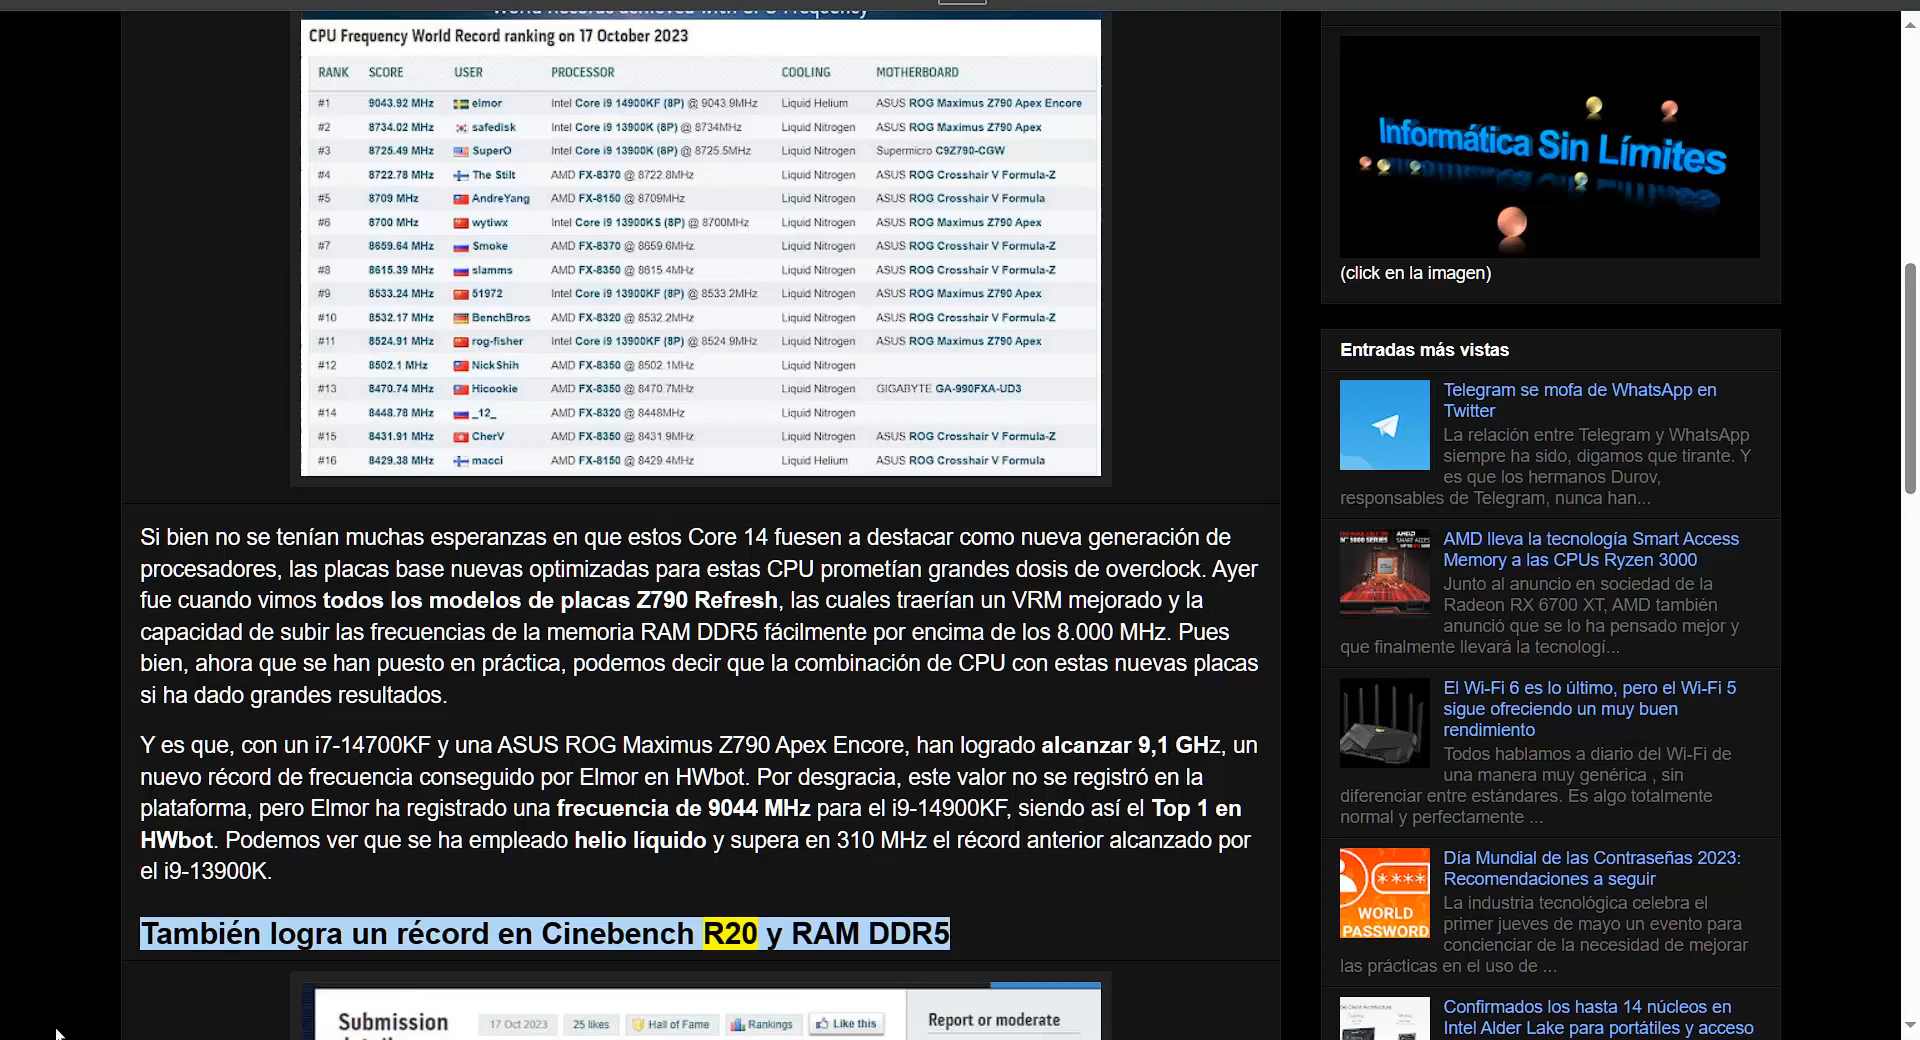 World Records achieved with CPU Frequency
CPU Frequency World Record ranking on 17 October 2023
RANK SCORE USER PROCESSOR COOLING MOTHERBOARD
#1 9043.92 MHz elmor Intel Core i9 14900KF (8P) @ 9043.9MHz Liquid Helium ASUS ROG Maximus Z790 Apex Encore
#2 8734.02 MHz safedisk Intel Core i9 13900K (8P) @ 8734MHz Liquid Nitrogen ASUS ROG Maximus Z790 Apex
#3 8725.49 MHz SuperO Intel Core i9 13900K (8P) @ 8725.5MHz Liquid Nitrogen Supermicro C9Z790-CGW
#4 8722.78 MHz The Stilt AMD FX-8370 @ 8722.8MHz Liquid Nitrogen ASUS ROG Crosshair V Formula-Z
#5 8709 MHz AndreYang AMD FX-8150 @ 8709MHz Liquid Nitrogen ASUS ROG Crosshair V Formula
#6 8700 MHz wytiwx Intel Core i9 13900KS (8P) @ 8700MHz Liquid Nitrogen ASUS ROG Maximus Z790 Apex
#7 8659.64 MHz Smoke AMD FX-8370 @ 8659.6MHz Liquid Nitrogen ASUS ROG Crosshair V Formula-Z
#8 8615.39 MHz slamms AMD FX-8350 @ 8615.4MHz Liquid Nitrogen ASUS ROG Crosshair V Formula-Z
#9 8533.24 MHz 51972 Intel Core i9 13900KF (8P) @ 8533.2MHz Liquid Nitrogen ASUS ROG Maximus Z790 Apex
#10 8532.17 MHz BenchBros AMD FX-8320 @ 8532.2MHz Liquid Nitrogen ASUS ROG Crosshair V Formula-Z
#11 8524.91 MHz rog-fisher Intel Core i9 13900KF (8P) @ 8524.9MHz Liquid Nitrogen ASUS ROG Maximus Z790 Apex
#12 8502.1 MHz NickShih AMD FX-8350 @ 8502.1MHz Liquid Nitrogen
#13 8470.74 MHz Hicookie AMD FX-8350 @ 8470.7MHz Liquid Nitrogen GIGABYTE GA-990FXA-UD3
#14 8448.78 MHz _12_ AMD FX-8320 @ 8448MHz Liquid Nitrogen
#15 8431.91 MHz CherV AMD FX-8350 @ 8431.9MHz Liquid Nitrogen ASUS ROG Crosshair V Formula-Z
#16 8429.38 MHz macci AMD FX-8150 @ 8429.4MHz Liquid Helium ASUS ROG Crosshair V Formula
Si bien no se tenían muchas esperanzas en que estos Core 14 fuesen a destacar como nueva generación de
procesadores, las placas base nuevas optimizadas para estas CPU prometían grandes dosis de overclock. Ayer
fue cuando vimos todos los modelos de placas Z790 Refresh, las cuales traerían un VRM mejorado y la
capacidad de subir las frecuencias de la memoria RAM DDR5 fácilmente por encima de los 8.000 MHz. Pues
bien, ahora que se han puesto en práctica, podemos decir que la combinación de CPU con estas nuevas placas
si ha dado grandes resultados.
Y es que, con un i7-14700KF y una ASUS ROG Maximus Z790 Apex Encore, han logrado alcanzar 9,1 GHz, un
nuevo récord de frecuencia conseguido por Elmor en HWbot. Por desgracia, este valor no se registró en la
plataforma, pero Elmor ha registrado una frecuencia de 9044 MHz para el i9-14900KF, siendo así el Top 1 en
HWbot. Podemos ver que se ha empleado helio líquido y supera en 310 MHz el récord anterior alcanzado por
el i9-13900K.
También logra un récord en Cinebench R20 y RAM DDR5
Submission
17 Oct 2023 25 likes Hall of Fame Rankings Like this
Report or moderate
Informática Sin Límites
(click en la imagen)
Entradas más vistas
Telegram se mofa de WhatsApp en
Twitter
La relación entre Telegram y WhatsApp
siempre ha sido, digamos que tirante. Y
es que los hermanos Durov,
responsables de Telegram, nunca han...
AMD lleva la tecnología Smart Access
Memory a las CPUs Ryzen 3000
Junto al anuncio en sociedad de la
Radeon RX 6700 XT, AMD también
anunció que se lo ha pensado mejor y
que finalmente llevará la tecnologí...
El Wi-Fi 6 es lo último, pero el Wi-Fi 5
sigue ofreciendo un muy buen
rendimiento
Todos hablamos a diario del Wi-Fi de
una manera muy genérica , sin
diferenciar entre estándares. Es algo totalmente
normal y perfectamente ...
****
WORLD
PASSWORD
Día Mundial de las Contraseñas 2023:
Recomendaciones a seguir
La industria tecnológica celebra el
primer jueves de mayo un evento para
concienciar de la necesidad de mejorar
las prácticas en el uso de ...
Confirmados los hasta 14 núcleos en
Intel Alder Lake para portátiles y acceso